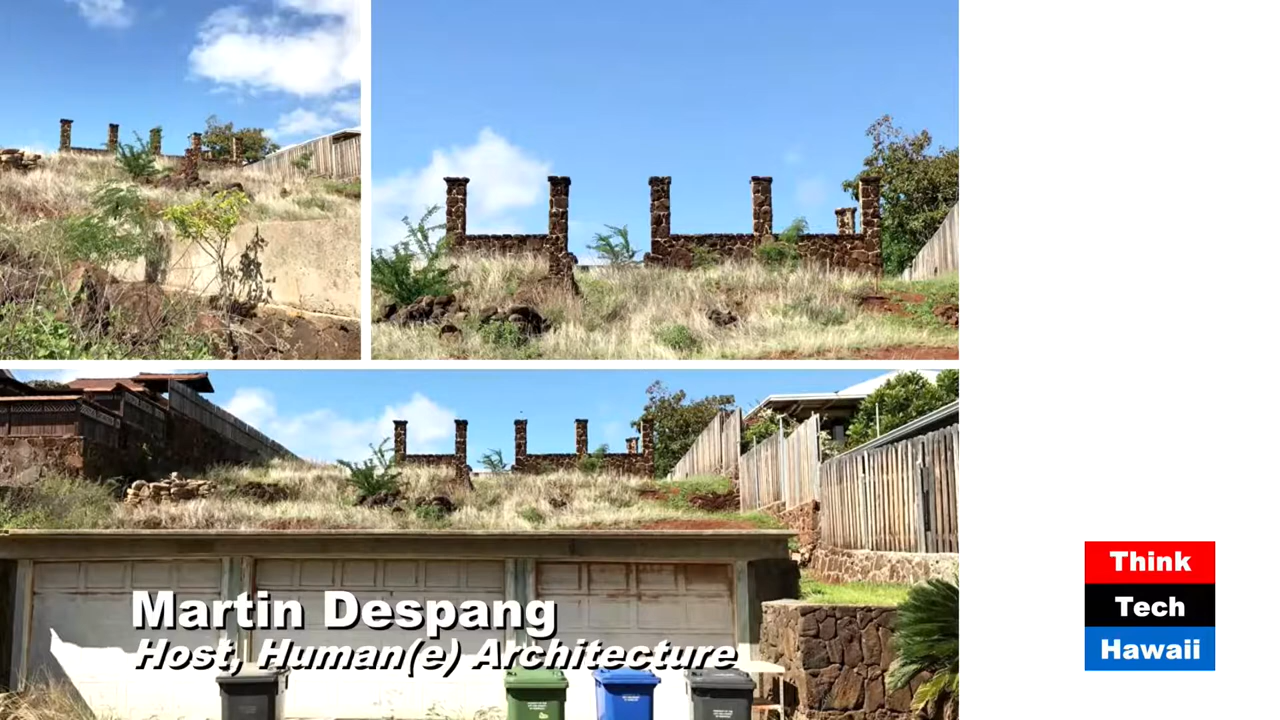 Martin Despang
Host, Human(e) Architecture
Think
Tech
Hawaii